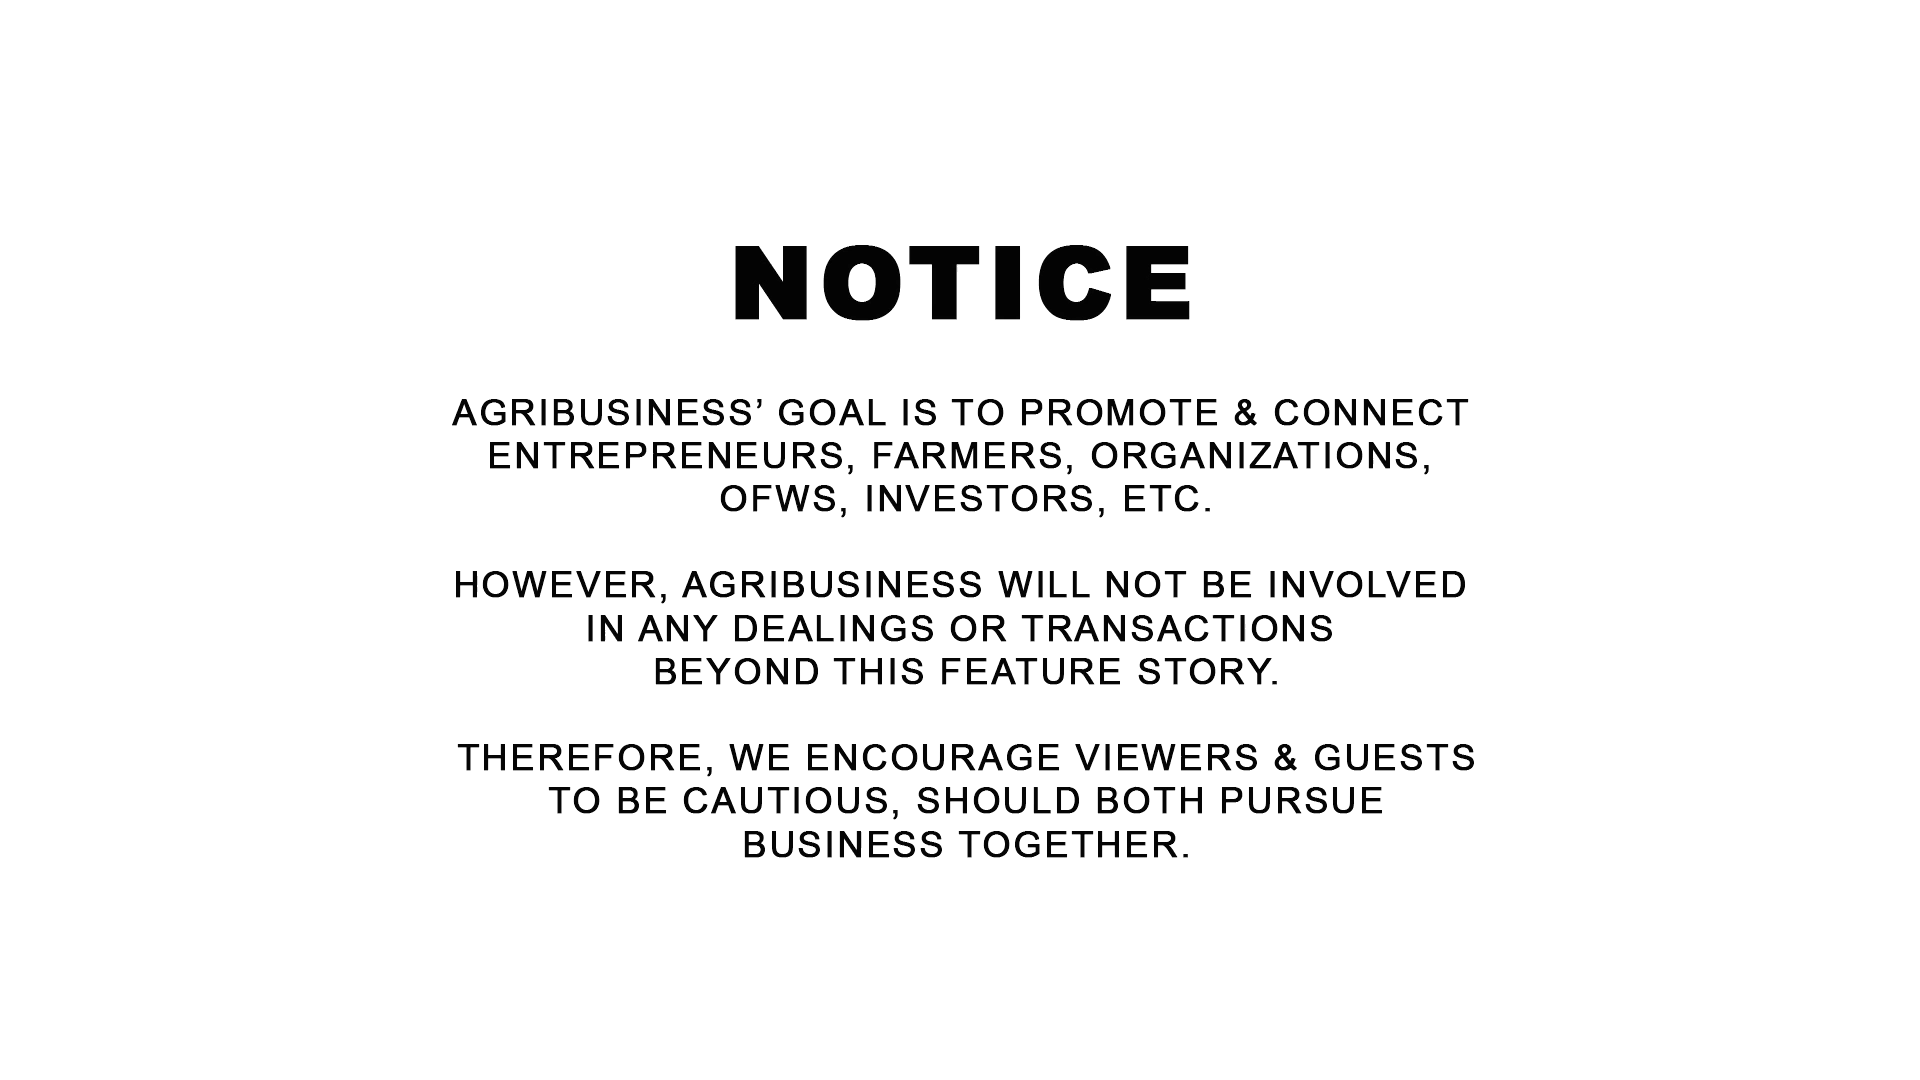 NOTICE
AGRIBUSINESS’ GOAL IS TO PROMOTE & CONNECT
ENTREPRENEURS, FARMERS, ORGANIZATIONS,
OFWS, INVESTORS, ETC.
HOWEVER, AGRIBUSINESS WILL NOT BE INVOLVED
IN ANY DEALINGS OR TRANSACTIONS
BEYOND THIS FEATURE STORY.
THEREFORE, WE ENCOURAGE VIEWERS & GUESTS
TO BE CAUTIOUS, SHOULD BOTH PURSUE
BUSINESS TOGETHER.